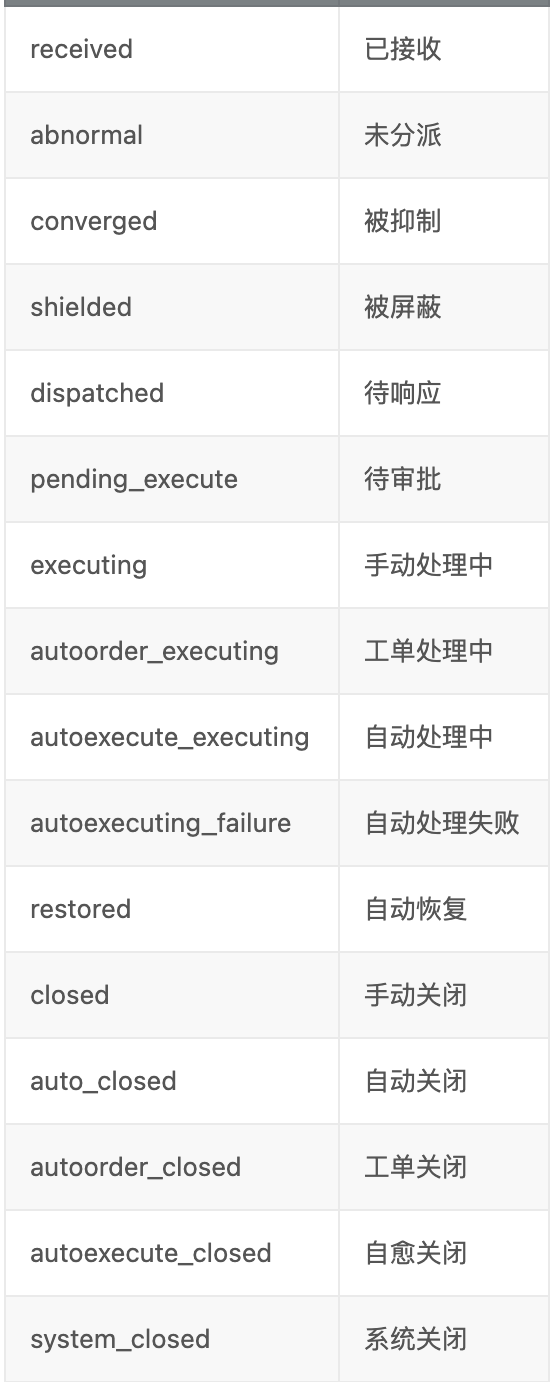 received 已接收
abnormal 未分派
converged 被抑制
shielded 被屏蔽
dispatched 待响应
pending_execute 待审批
executing 手动处理中
autoorder_executing 工单处理中
autoexecute_executing 自动处理中
autoexecuting_failure 自动处理失败
restored 自动恢复
closed 手动关闭
auto_closed 自动关闭
autoorder_closed 工单关闭
autoexecute_closed 自愈关闭
system_closed 系统关闭